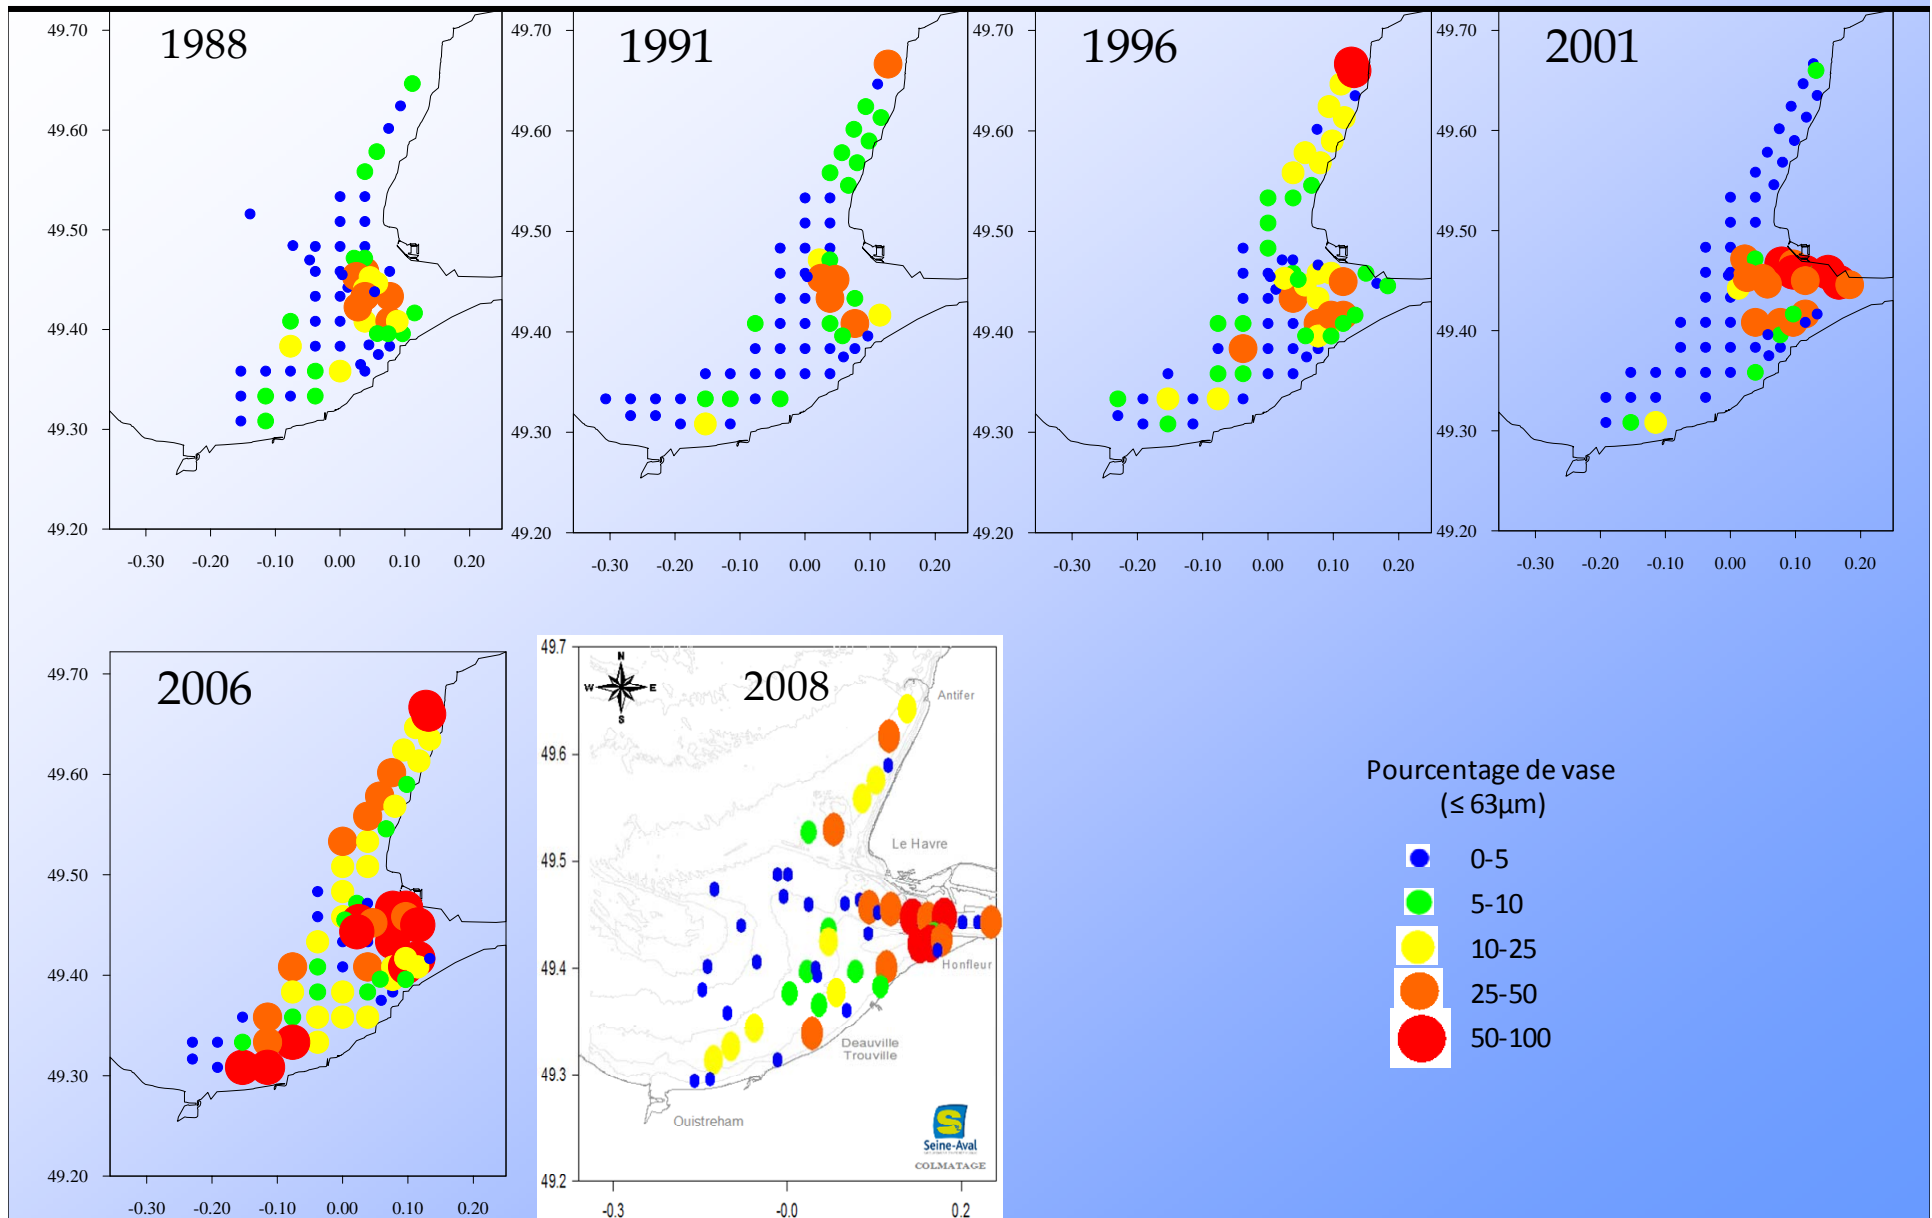 1988
49.70
49.60
49.50
49.40
49.30
49.20
-0.30 -0.20 -0.10 0.00 0.10 0.20
1991
49.70
49.60
49.50
49.40
49.30
49.20
-0.30 -0.20 -0.10 0.00 0.10 0.20
1996
49.70
49.60
49.50
49.40
49.30
49.20
-0.30 -0.20 -0.10 0.00 0.10 0.20
2001
49.70
49.60
49.50
49.40
49.30
49.20
-0.30 -0.20 -0.10 0.00 0.10 0.20
2006
49.70
49.60
49.50
49.40
49.30
49.20
-0.30 -0.20 -0.10 0.00 0.10 0.20
2008
N
W E
S
49.7
49.6
49.5
49.4
49.3
49.2
Antifer
Le Havre
Honfleur
Deauville
Trouville
Ouistreham
Seine-Aval
COLMATAGE
-0.3 -0.0 0.2
Pourcentage de vase
(≤ 63µm)
0-5
5-10
10-25
25-50
50-100